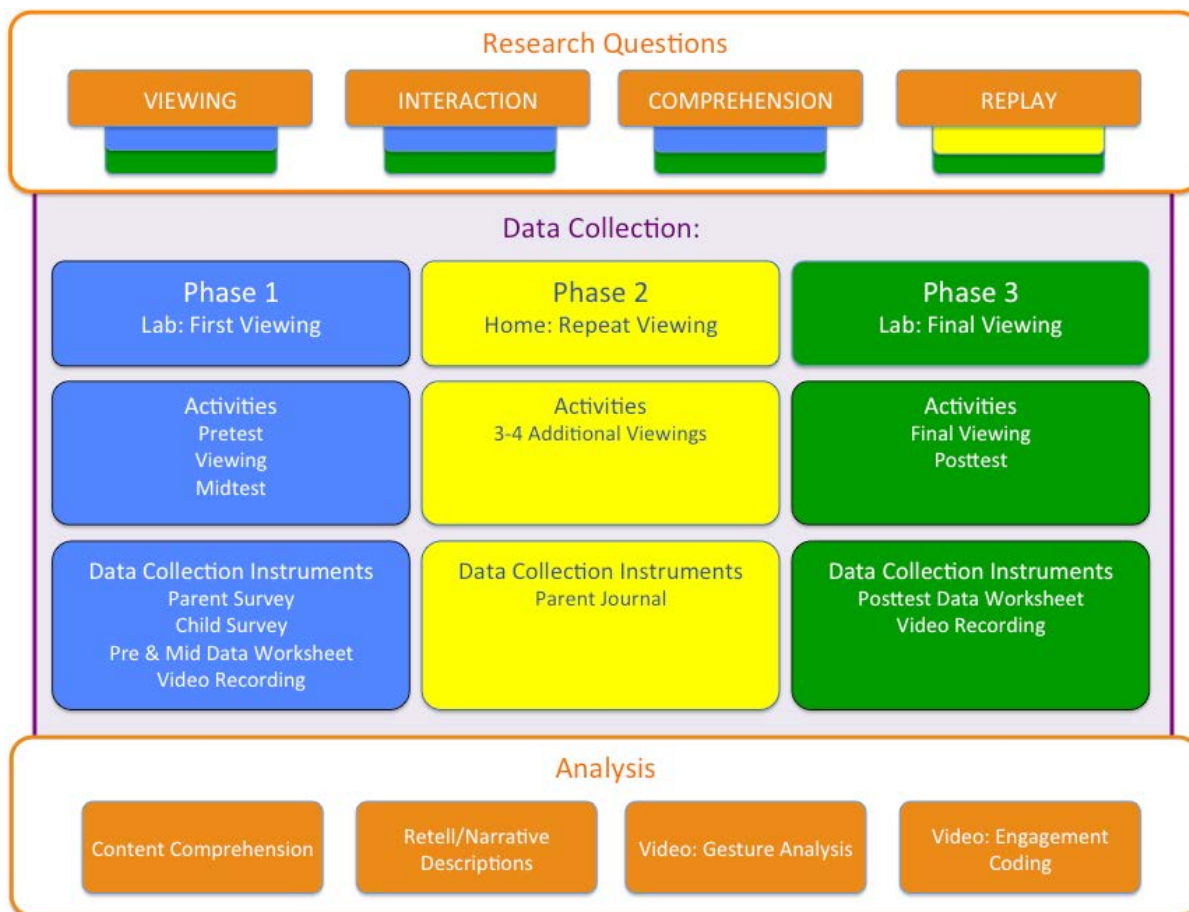 Research Questions
VIEWING
INTERACTION
COMPREHENSION
REPLAY
Data Collection:
Phase 1
Lab: First Viewing
Phase 2
Home: Repeat Viewing
Phase 3
Lab: Final Viewing
Activities
Pretest
Viewing
Midtest
Activities
3-4 Additional Viewings
Activities
Final Viewing
Posttest
Data Collection Instruments
Parent Survey
Child Survey
Pre & Mid Data Worksheet
Video Recording
Data Collection Instruments
Parent Journal
Data Collection Instruments
Posttest Data Worksheet
Video Recording
Analysis
Content Comprehension
Retell/Narrative
Descriptions
Video: Gesture Analysis
Video: Engagement
Coding